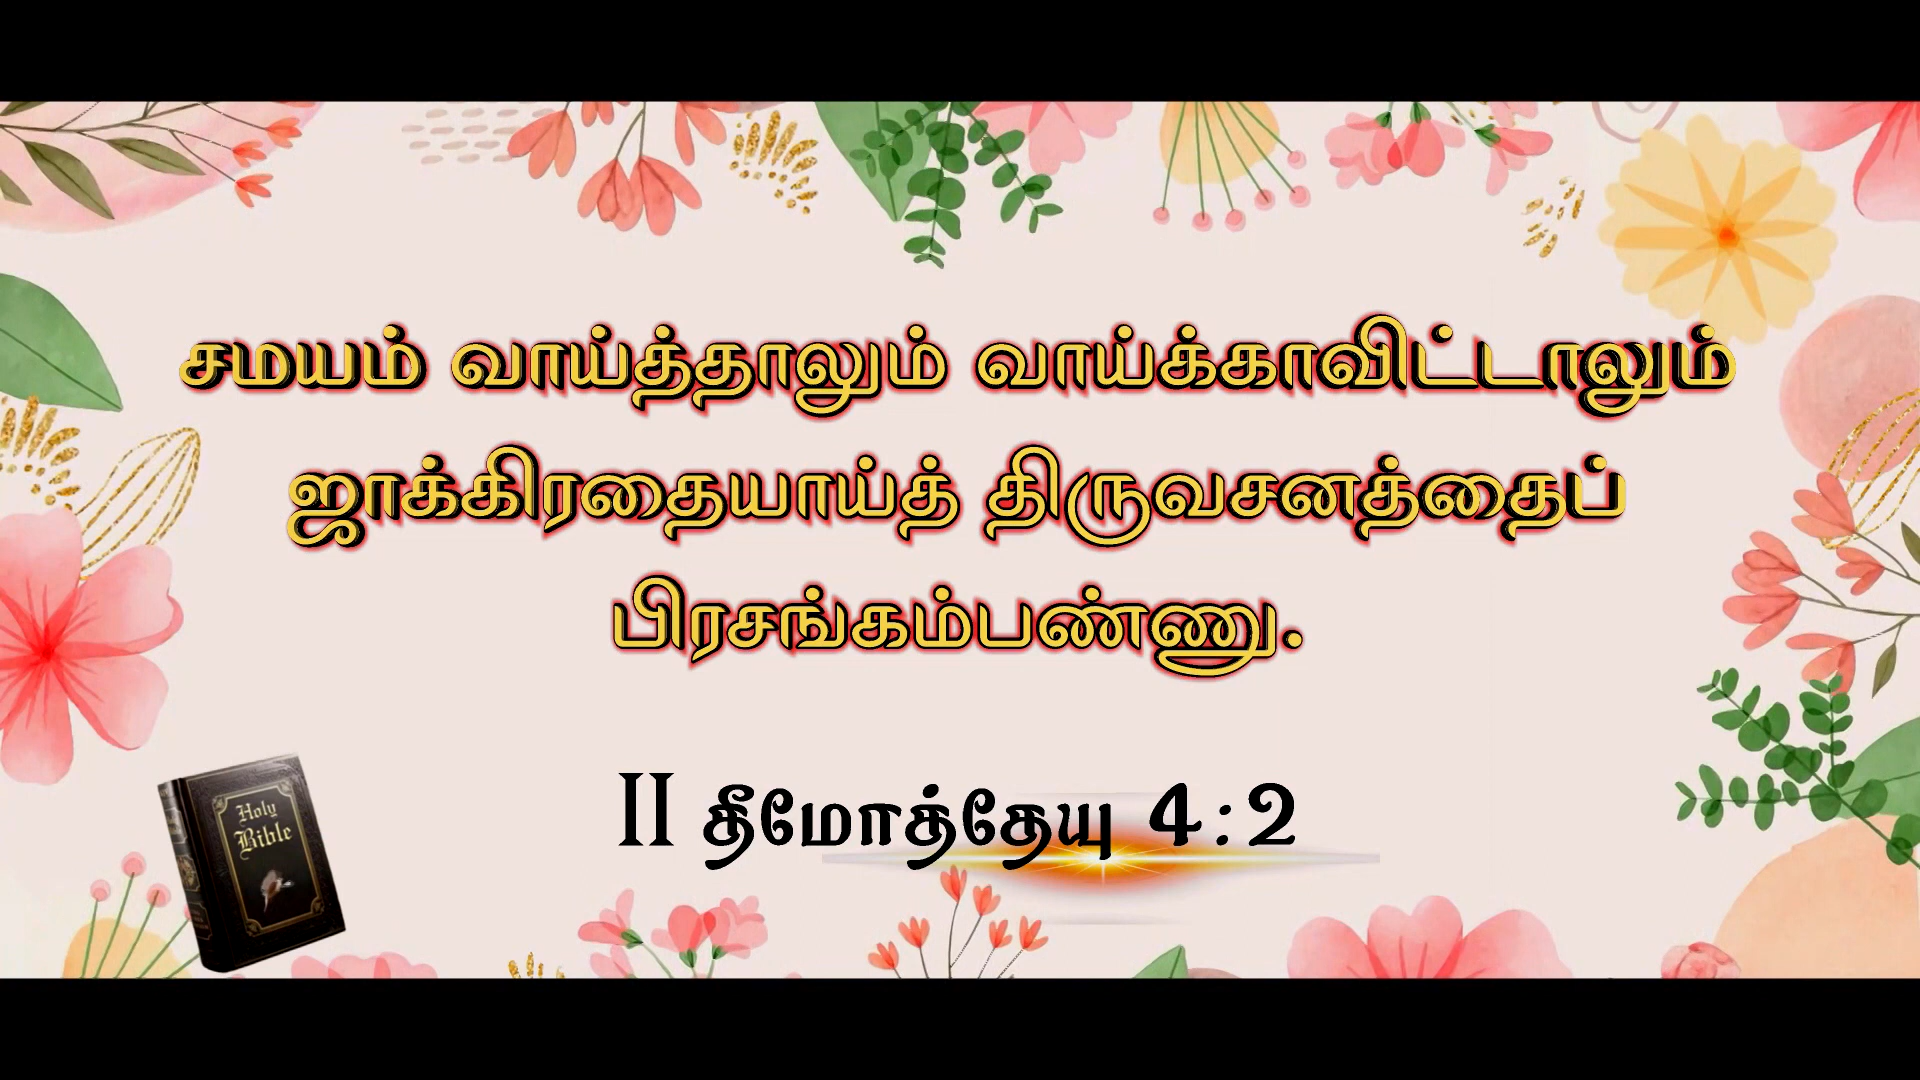 சமயம் வாய்த்தாலும் வாய்க்காவிட்டாலும்
ஜாக்கிரதையாய்த் திருவசனத்தைப்
பிரசங்கம்பண்ணு.
II தீமோத்தேயு 4:2
Holy
Bible